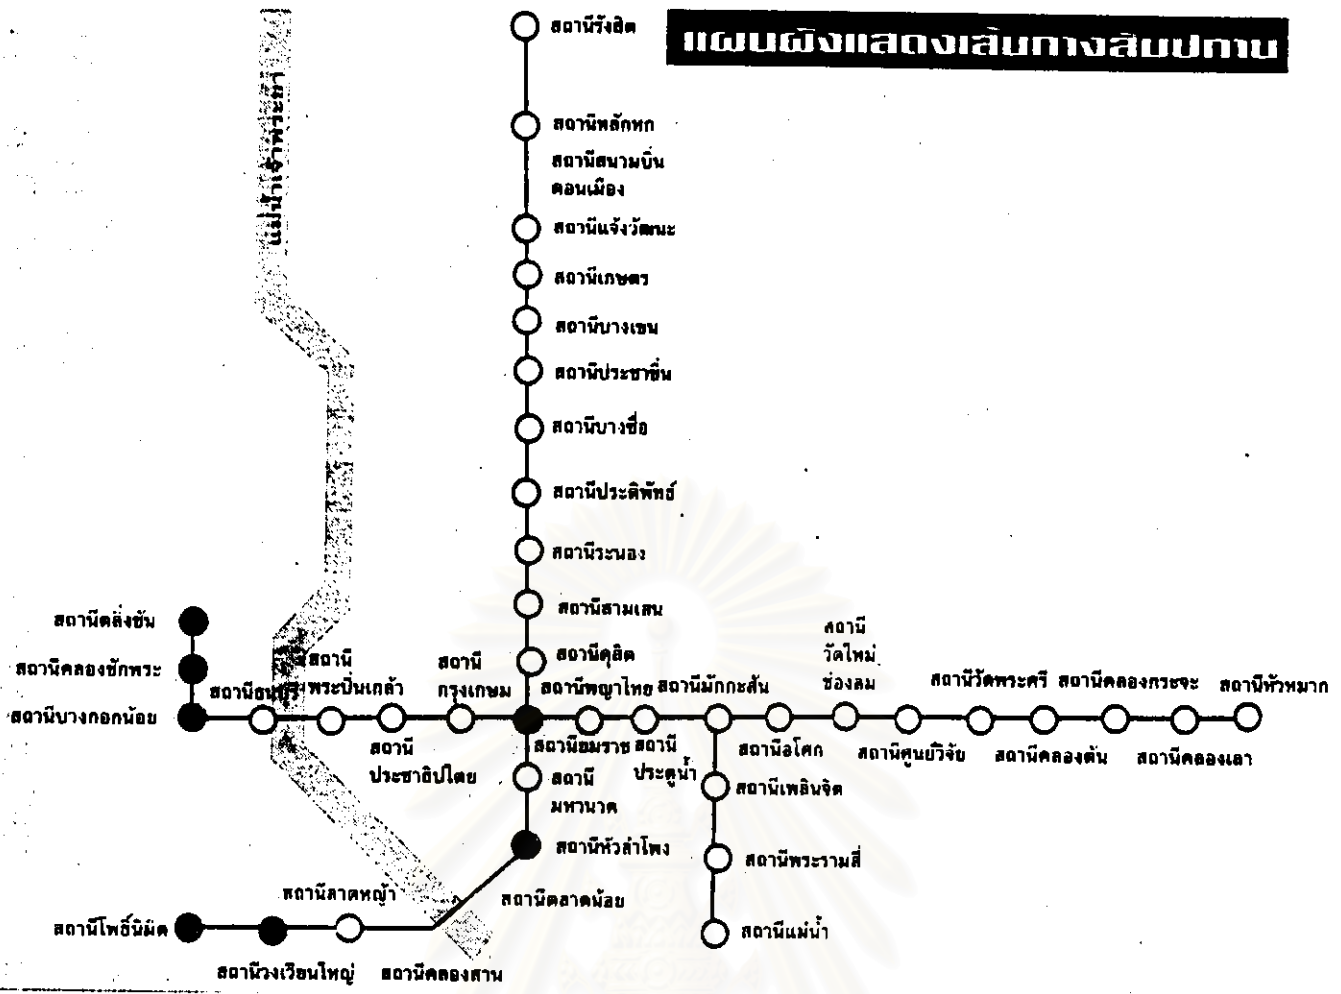 แผนผังแสดงเส้นทางสัมปทาน
แม่น้ำเจ้าพระยา
สถานีรังสิต
สถานีหลักหก
สถานีสนามบิน
ดอนเมือง
สถานีแจ้งวัฒนะ
สถานีเกษตร
สถานีบางเขน
สถานีประชาชื่น
สถานีบางซื่อ
สถานีประดิพัทธ์
สถานีระนอง
สถานีสามเสน
สถานีดุสิต
สถานีตลิ่งชัน
สถานีคลองชักพระ
สถานีบางกอกน้อย
สถานีธนบุรี
สถานี
พระปิ่นเกล้า
สถานี
ประชาธิปไตย
สถานี
กรุงเกษม
สถานีพญาไทย
สถานียมราช
สถานี
ประตูน้ำ
สถานีมักกะสัน
สถานีอโศก
สถานี
วัดใหม่
ช่องลม
สถานีศูนย์วิจัย
สถานีวัดพระศรี
สถานีคลองตัน
สถานีคลองกระจะ
สถานีคลองเลา
สถานีหัวหมาก
สถานี
มหานาค
สถานีหัวลำโพง
สถานีตลาดน้อย
สถานีเพลินจิต
สถานีพระรามสี่
สถานีแม่น้ำ
สถานีลาดหญ้า
สถานีโพธิ์นิมิต
สถานีวงเวียนใหญ่
สถานีคลองสาน